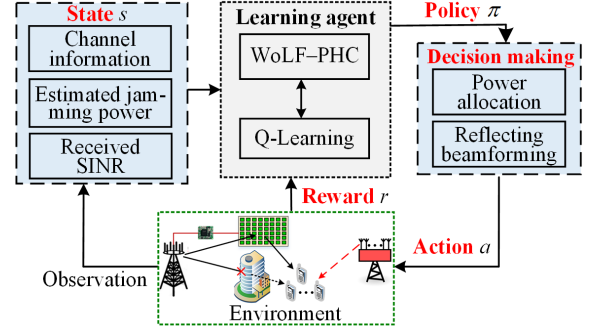 State s
Channel
information
Estimated jam-
ming power
Received
SINR
Learning agent
WoLF–PHC
Q-Learning
Policy π
Decision making
Power
allocation
Reflecting
beamforming
Reward r
Action a
Observation
Environment